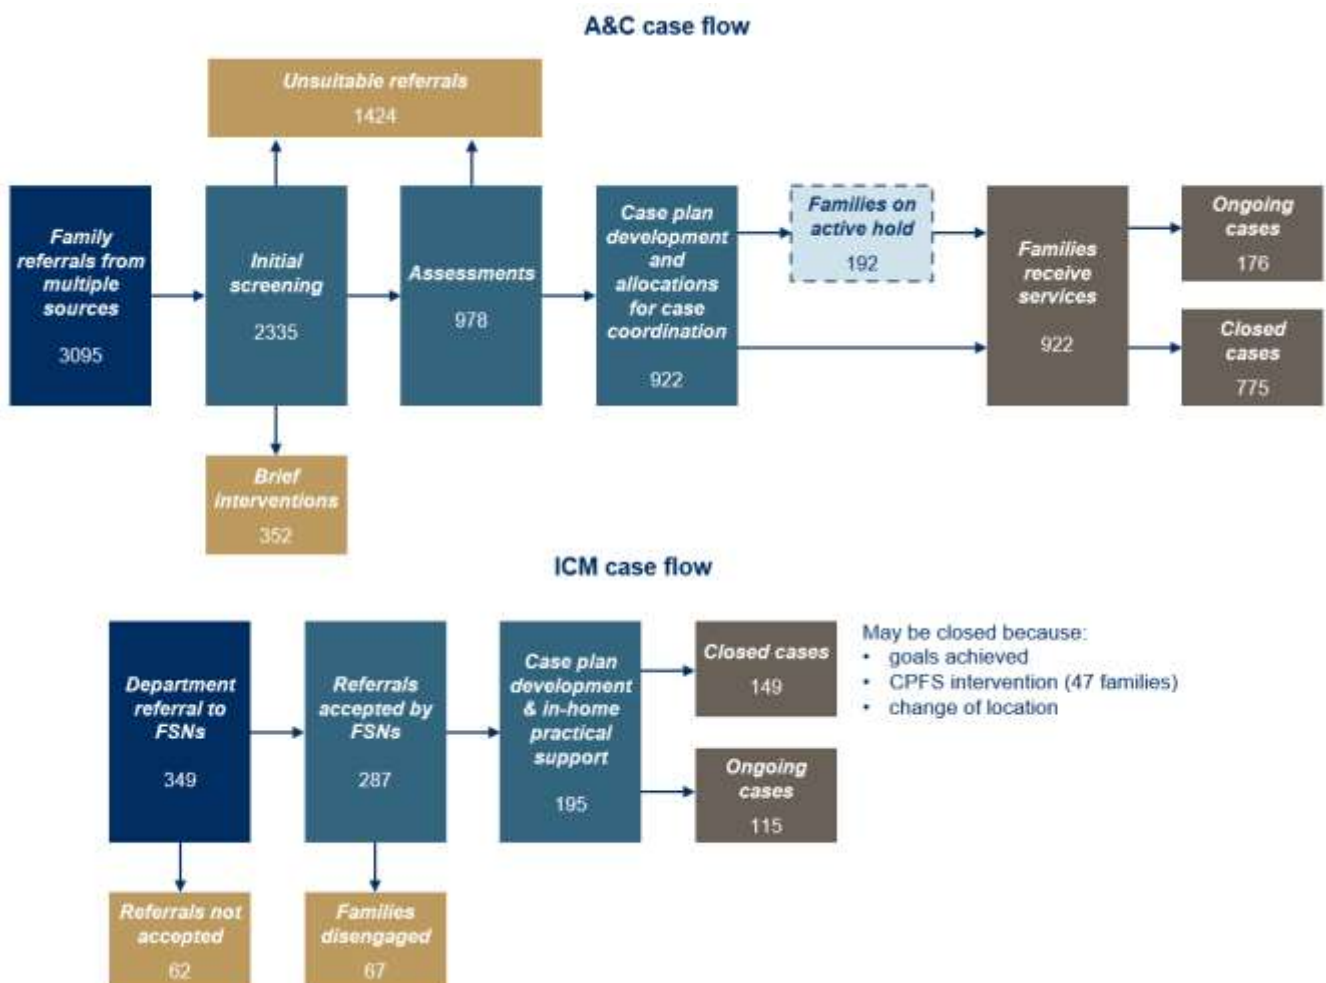 A&C case flow
Unsuitable referrals
1424
Family
referrals from
multiple
sources
3095
Initial
screening
2335
Assessments
978
Case plan
development
and
allocations
for case
coordination
922
Families on
active hold
192
Families
receive
services
922
Ongoing
cases
176
Closed
cases
775
Brief
interventions
352
ICM case flow
Department
referral to
FSNs
349
Referrals
accepted by
FSNs
287
Case plan
development
& in-home
practical
support
195
Closed cases
149
Ongoing
cases
115
May be closed because:
• goals achieved
• CPFS intervention (47 families)
• change of location
Referrals not
accepted
62
Families
disengaged
67